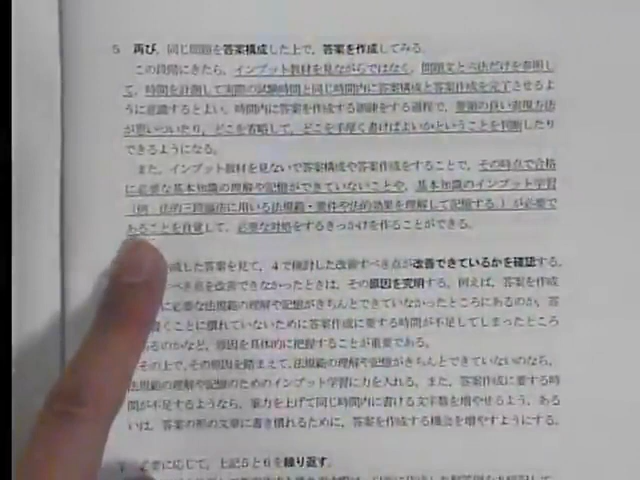 5 再び，同じ問題を答案構成した上で，答案を作成してみる。
この段階にきたら，インプット教材を見ながらではなく，問題文と六法だけを参照し
て，時間を計測して実際の試験時間と同じ時間内に答案構成と答案作成を完了させるよ
うに意識するとよい。時間内に答案を作成する訓練をする過程で，要領の良い表現方法
が思いついたり，どこを省略して，どこを手厚く書けばよいかということを判断したり
できるようになる。
また，インプット教材を見ないで答案構成や答案作成をすることで，その時点で合格
に必要な基本知識の理解や記憶ができていないことや，基本知識のインプット学習
（例：法的三段論法に用いる法規範・要件や法的効果を理解して記憶する。）が必要で
あることを自覚して，必要な対処をするきっかけを作ることができる。
成した答案を見て，4で検討した改善すべき点が改善できているかを確認する。
べき点を改善できなかったときは，その原因を究明する。例えば，答案を作成
に必要な法規範の理解や記憶がきちんとできていなかったところにあるのか，答
書くことに慣れていないために答案作成に要する時間が不足してしまったところ
あるのかなど，原因を具体的に把握することが重要である。
その上で，その原因を踏まえて，法規範の理解や記憶がきちんとできていないのなら，
法規範の理解や記憶のためのインプット学習に力を入れる。また，答案作成に要する時
間が不足するようなら，筆力を上げて同じ時間内に書ける文字数を増やせるよう，ある
いは，答案の形の文章に書き慣れるために，答案を作成する機会を増やすようにする。
必要に応じて，上記5と6を繰り返す。